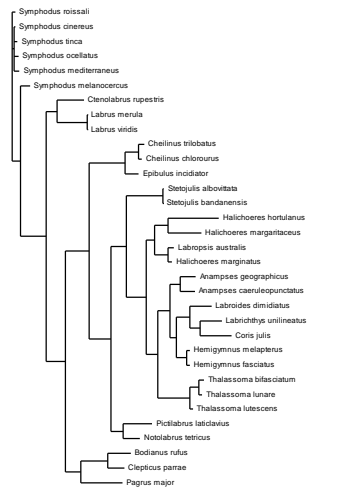 Symphodus roissali
Symphodus cinereus
Symphodus tinca
Symphodus ocellatus
Symphodus mediterraneus
Symphodus melanocercus
Ctenolabrus rupestris
Labrus merula
Labrus viridis
Cheilinus trilobatus
Cheilinus chlorourus
Epibulus incidiator
Stetojulis albovittata
Stetojulis bandanensis
Halichoeres hortulanus
Halichoeres margaritaceus
Labropsis australis
Halichoeres marginatus
Anampses geographicus
Anampses caeruleopunctatus
Labroides dimidiatus
Labrichthys unilineatus
Coris julis
Hemigymnus melapterus
Hemigymnus fasciatus
Thalassoma bifasciatum
Thalassoma lunare
Thalassoma lutescens
Pictilabrus laticlavius
Notolabrus tetricus
Bodianus rufus
Clepticus parrae
Pagrus major